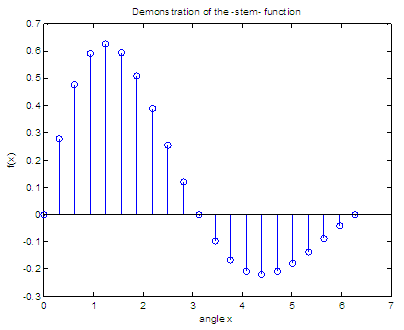 Demonstration of the -stem- function
0.7
0.6
0.5
0.4
0.3
0.2
0.1
0
-0.1
-0.2
-0.3
f(x)
0 1 2 3 4 5 6 7
angle x